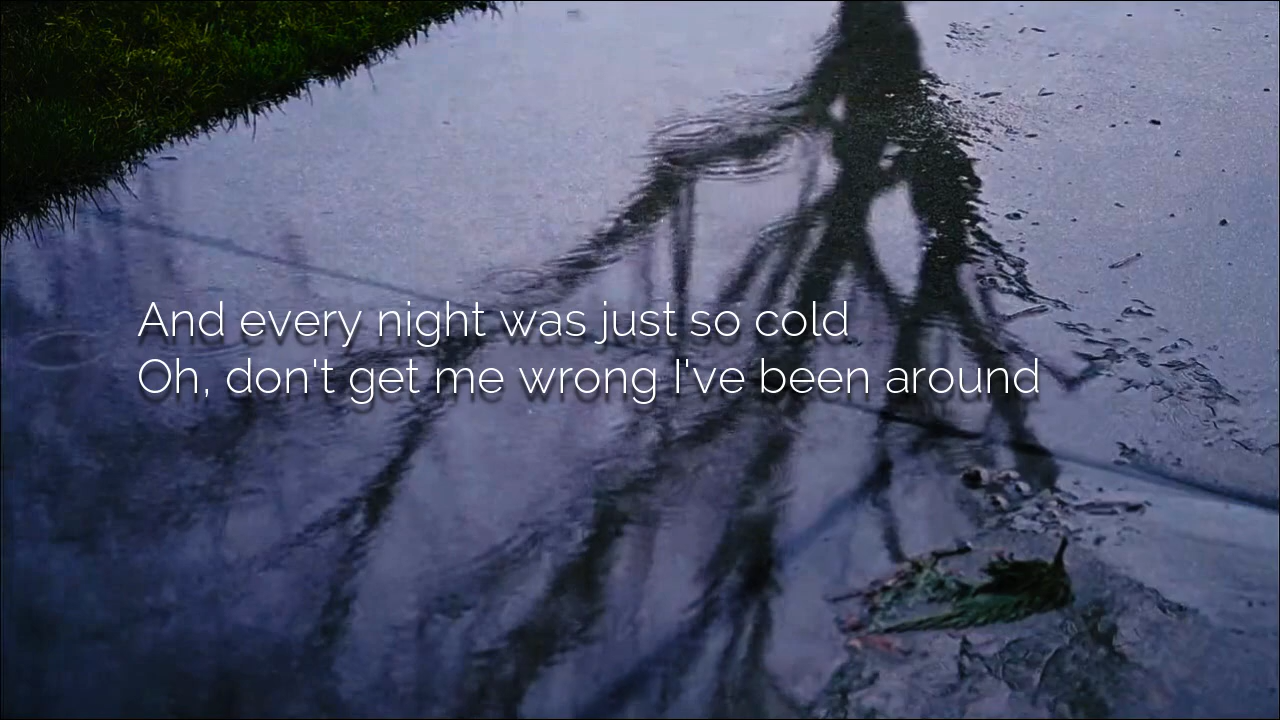 And every night was just so cold
Oh, don't get me wrong I've been around